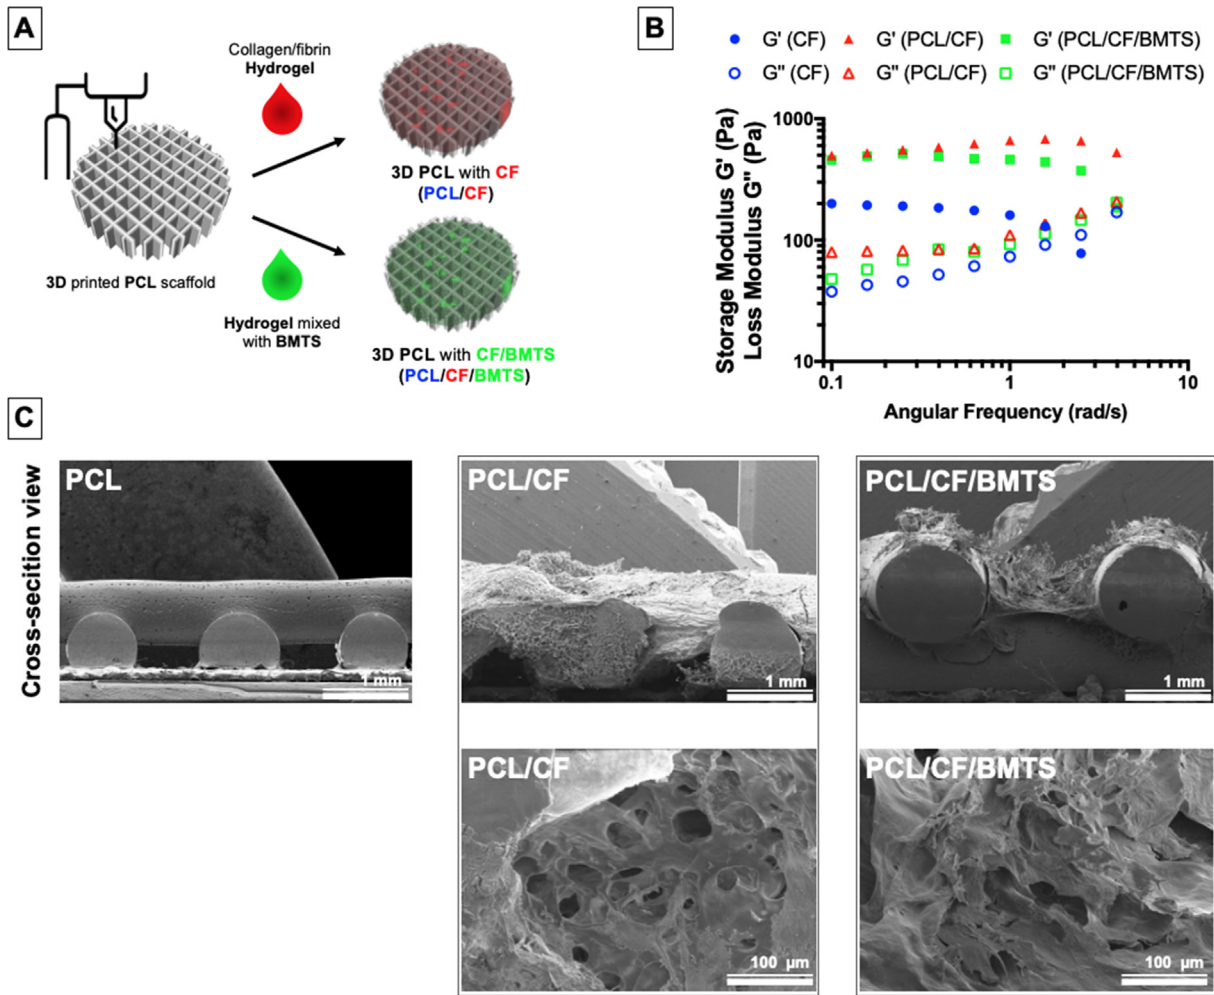 A
Collagen/fibrin
Hydrogel
3D printed PCL scaffold
3D PCL with CF
(PCL/CF)
Hydrogel mixed
with BMTS
3D PCL with CF/BMTS
(PCL/CF/BMTS)
B
G' (CF) G' (PCL/CF) G' (PCL/CF/BMTS)
G'' (CF) G'' (PCL/CF) G'' (PCL/CF/BMTS)
Storage Modulus G' (Pa)
Loss Modulus G'' (Pa)
1000
100
10
0.1 1 10
Angular Frequency (rad/s)
C
Cross-secition view
PCL
1 mm
PCL/CF
1 mm
PCL/CF/BMTS
1 mm
PCL/CF
100 µm
PCL/CF/BMTS
100 µm